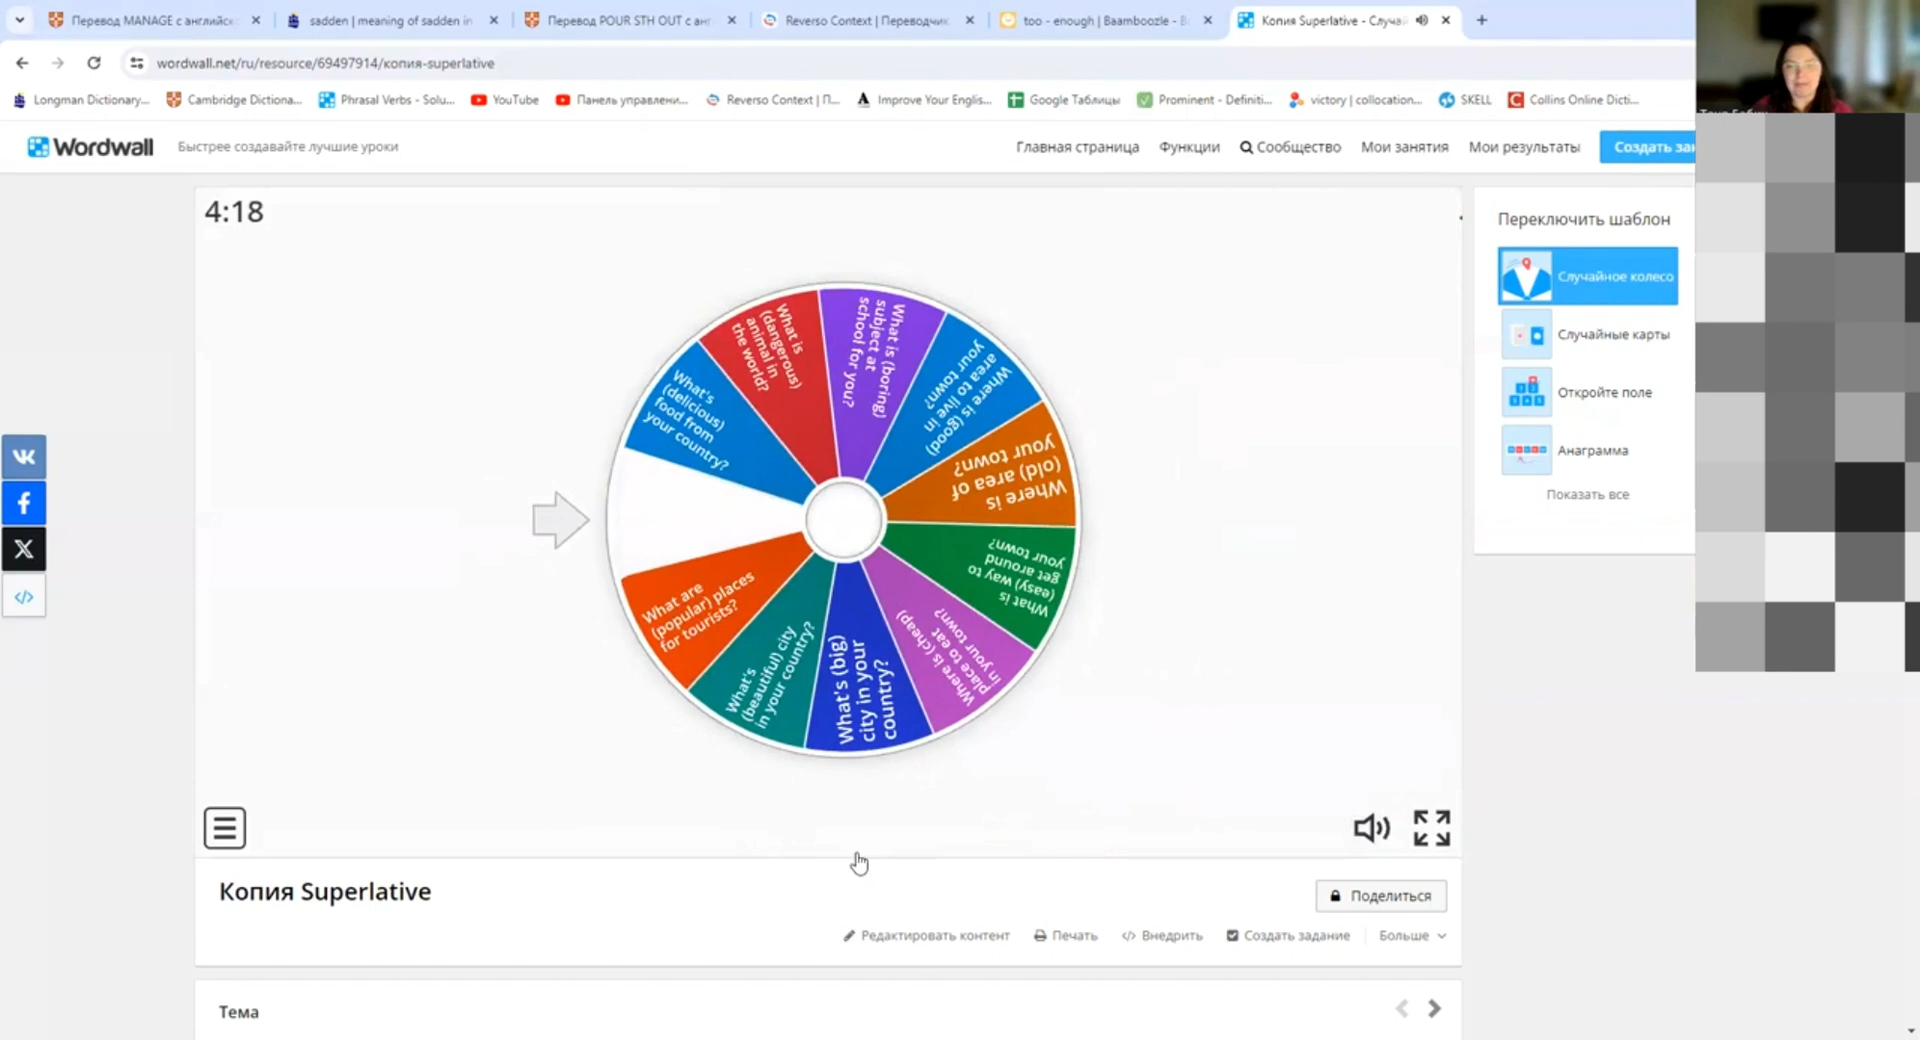 Перевод MANAGE с английск
sadden | meaning of sadden in
Перевод POUR STH OUT с анг
Reverso Context | Переводчик
too - enough | Baamboozle - B
Копия Superlative - Случа
wordwall.net/ru/resource/69497914/копия-superlative
Longman Dictionary...
Cambridge Dictiona...
Phrasal Verbs - Solu...
YouTube
Панель управлени...
Reverso Context | П...
Improve Your Englis...
Google Таблицы
Prominent - Definiti...
victory | collocation...
SKELL
Collins Online Dicti...
Wordwall
Быстрее создавайте лучшие уроки
Главная страница
Функции
Сообщество
Мои занятия
Мои результаты
Создать зан
4:18
What is
(dangerous)
animal in
the world?
What is (boring)
subject at
school for you?
Where is (good)
area to live in
your town?
Where is
(old) area of
your town?
What is
(easy) way to
get around
your town?
Where is (cheap)
place to eat
in your town?
What's (big)
city in your
country?
What's
(beautiful) city
in your country?
What are
(popular) places
for tourists?
What's
(delicious)
food from
your country?
Переключить шаблон
Случайное колесо
Случайные карты
Откройте поле
Анаграмма
Показать все
Копия Superlative
Поделиться
Редактировать контент
Печать
Внедрить
Создать задание
Больше
Тема